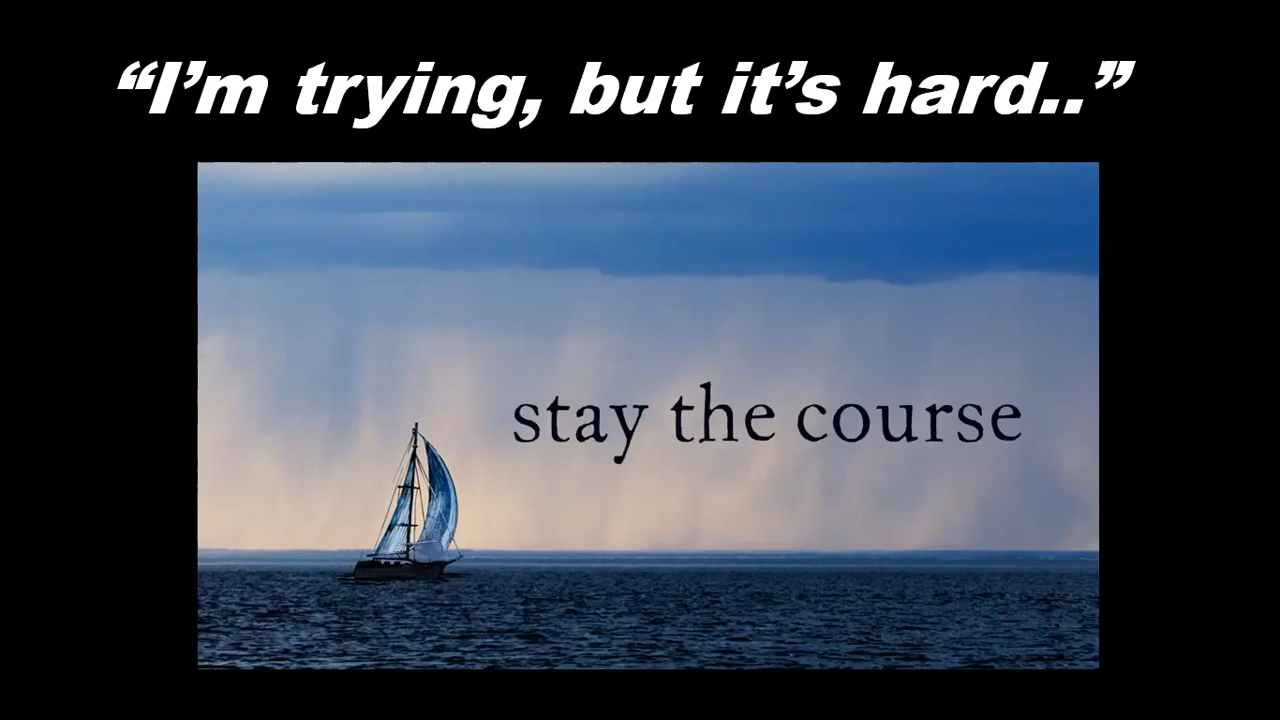 “I’m trying, but it’s hard..”
stay the course